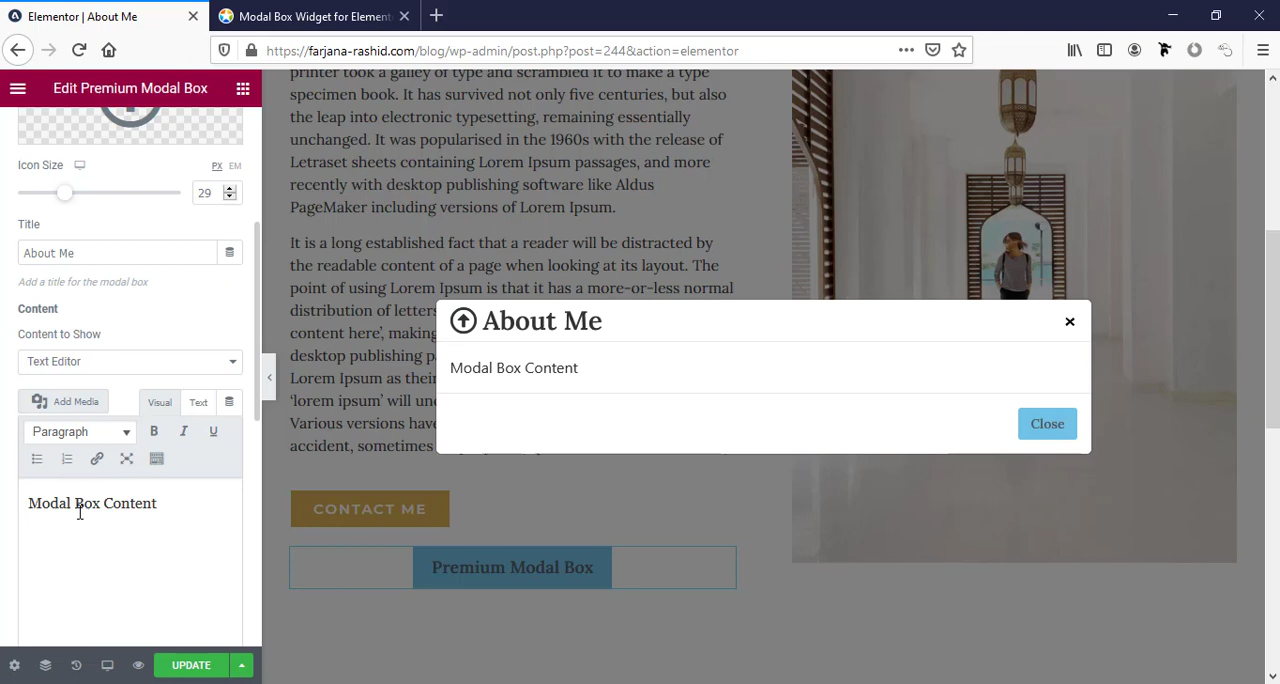 Elementor | About Me
Modal Box Widget for Element
https://farjana-rashid.com/blog/wp-admin/post.php?post=244&action=elementor
Edit Premium Modal Box
Icon Size
PX EM
29
Title
About Me
Add a title for the modal box
Content
Content to Show
Text Editor
Add Media
Visual
Text
Paragraph
B I U
Modal Box Content
UPDATE
printer took a galley of type and scrambled it to make a type
specimen book. It has survived not only five centuries, but also
the leap into electronic typesetting, remaining essentially
unchanged. It was popularised in the 1960s with the release of
Letraset sheets containing Lorem Ipsum passages, and more
recently with desktop publishing software like Aldus
PageMaker including versions of Lorem Ipsum.
It is a long established fact that a reader will be distracted by
the readable content of a page when looking at its layout. The
point of using Lorem Ipsum is that it has a more-or-less normal
distribution of letters
content here', making
desktop publishing p
Lorem Ipsum as their
'lorem ipsum' will un
Various versions have
accident, sometimes
About Me
Modal Box Content
Close
CONTACT ME
Premium Modal Box